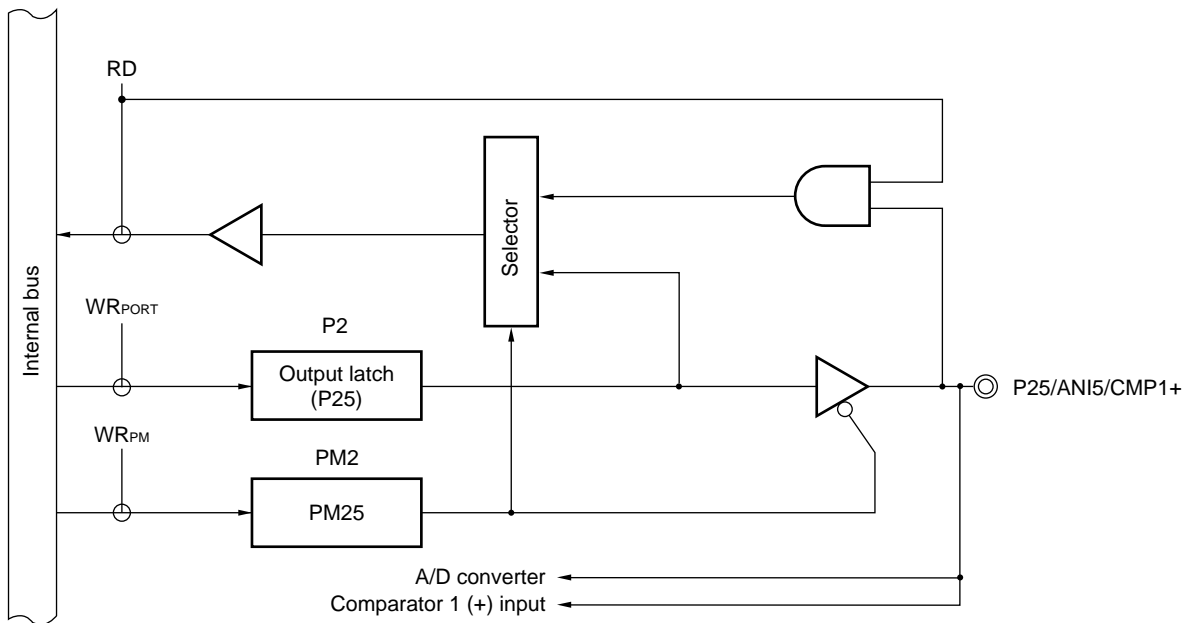 RD
Internal bus
Selector
WRPORT
P2
Output latch
(P25)
P25/ANI5/CMP1+
WRPM
PM2
PM25
A/D converter
Comparator 1 (+) input